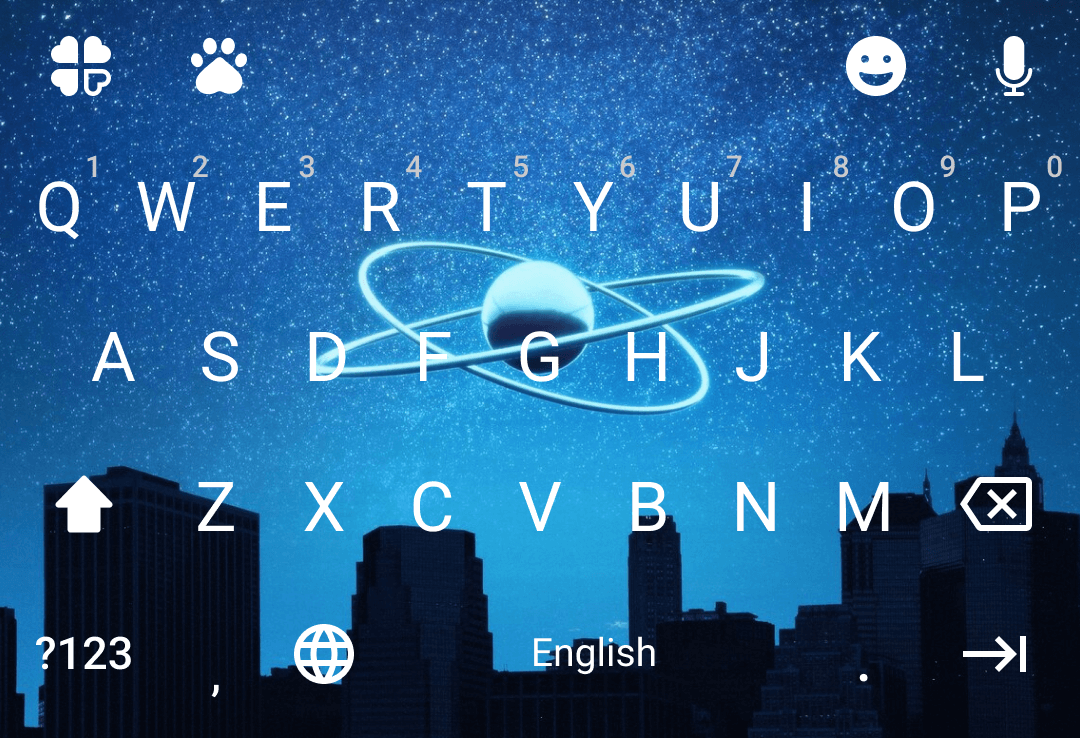 1 2 3 4 5 6 7 8 9 0
Q W E R T Y U I O P
A S D F G H J K L
Z X C V B N M
?123 , English .